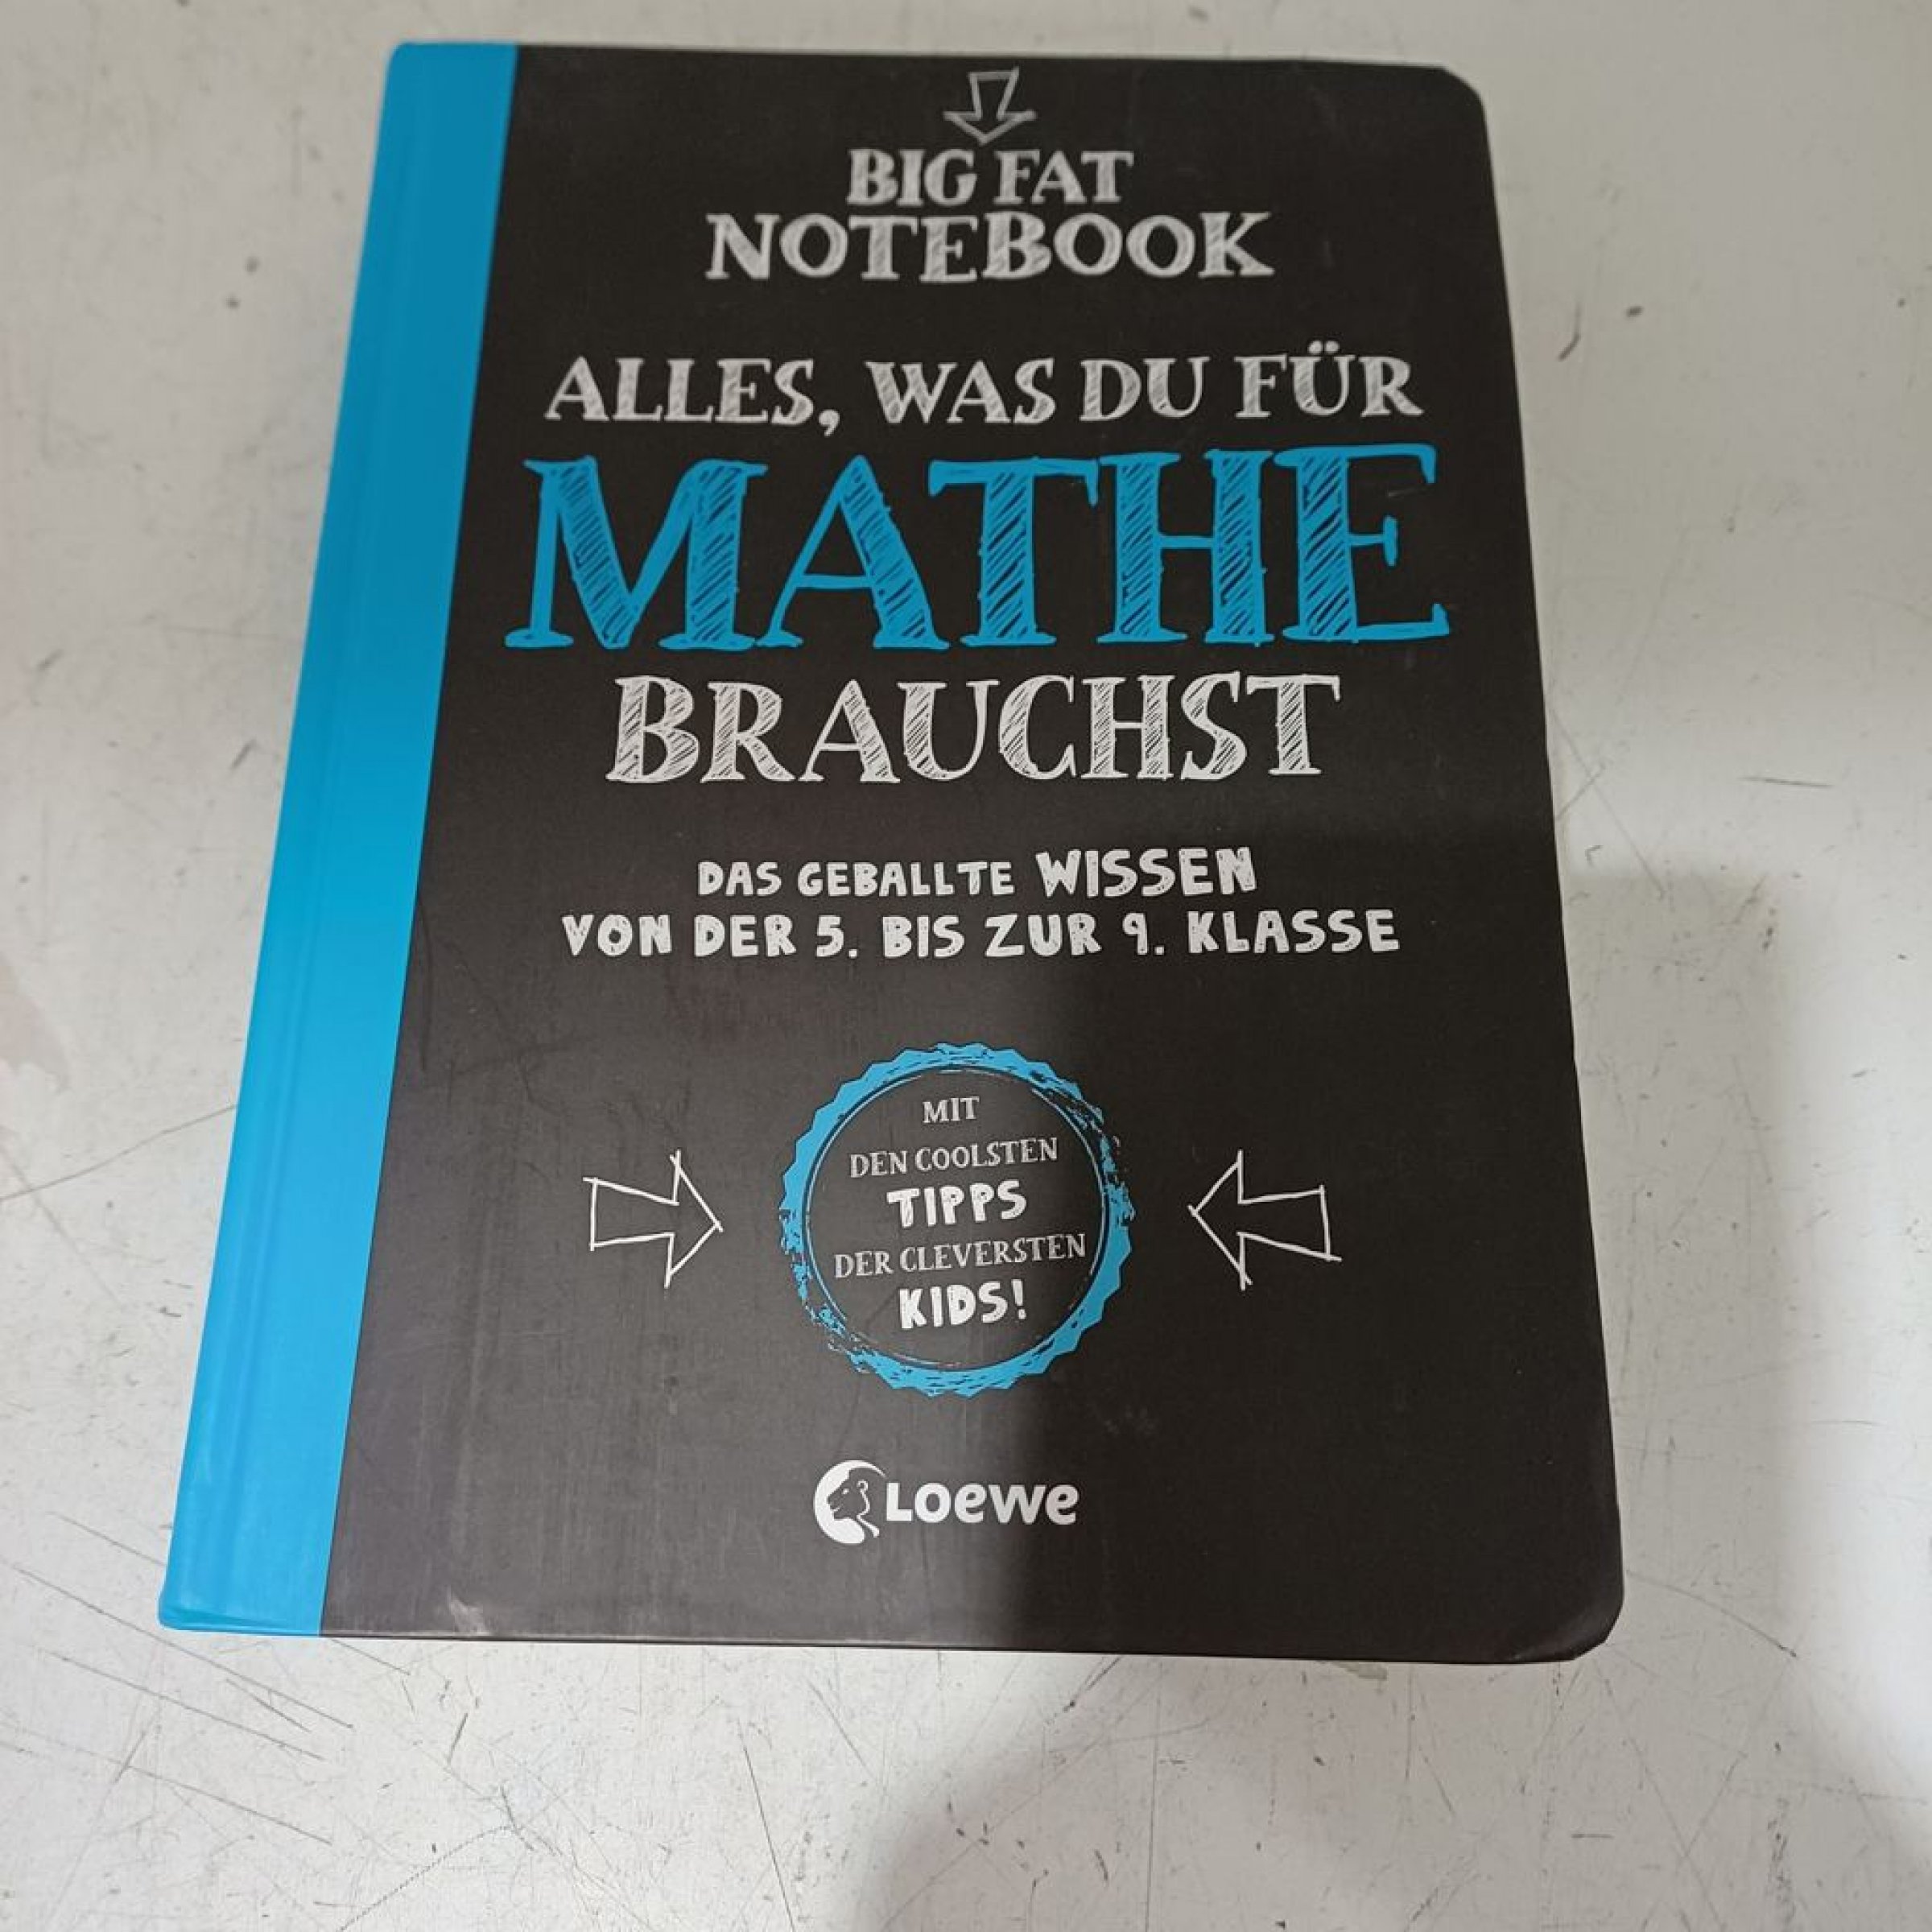 BIG FAT
NOTEBOOK
ALLES, WAS DU FÜR
MATHE
BRAUCHST
DAS GEBALLTE WISSEN
VON DER 5. BIS ZUR 9. KLASSE
MIT
DEN COOLSTEN
TIPPS
DER CLEVERSTEN
KIDS!
Loewe